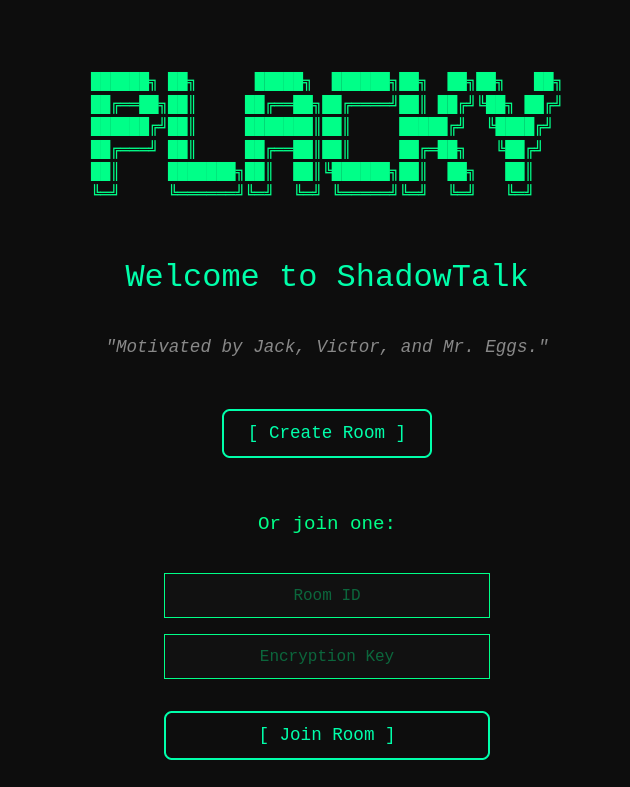 PLACKY
Welcome to ShadowTalk
"Motivated by Jack, Victor, and Mr. Eggs."
[ Create Room ]
Or join one:
Room ID
Encryption Key
[ Join Room ]